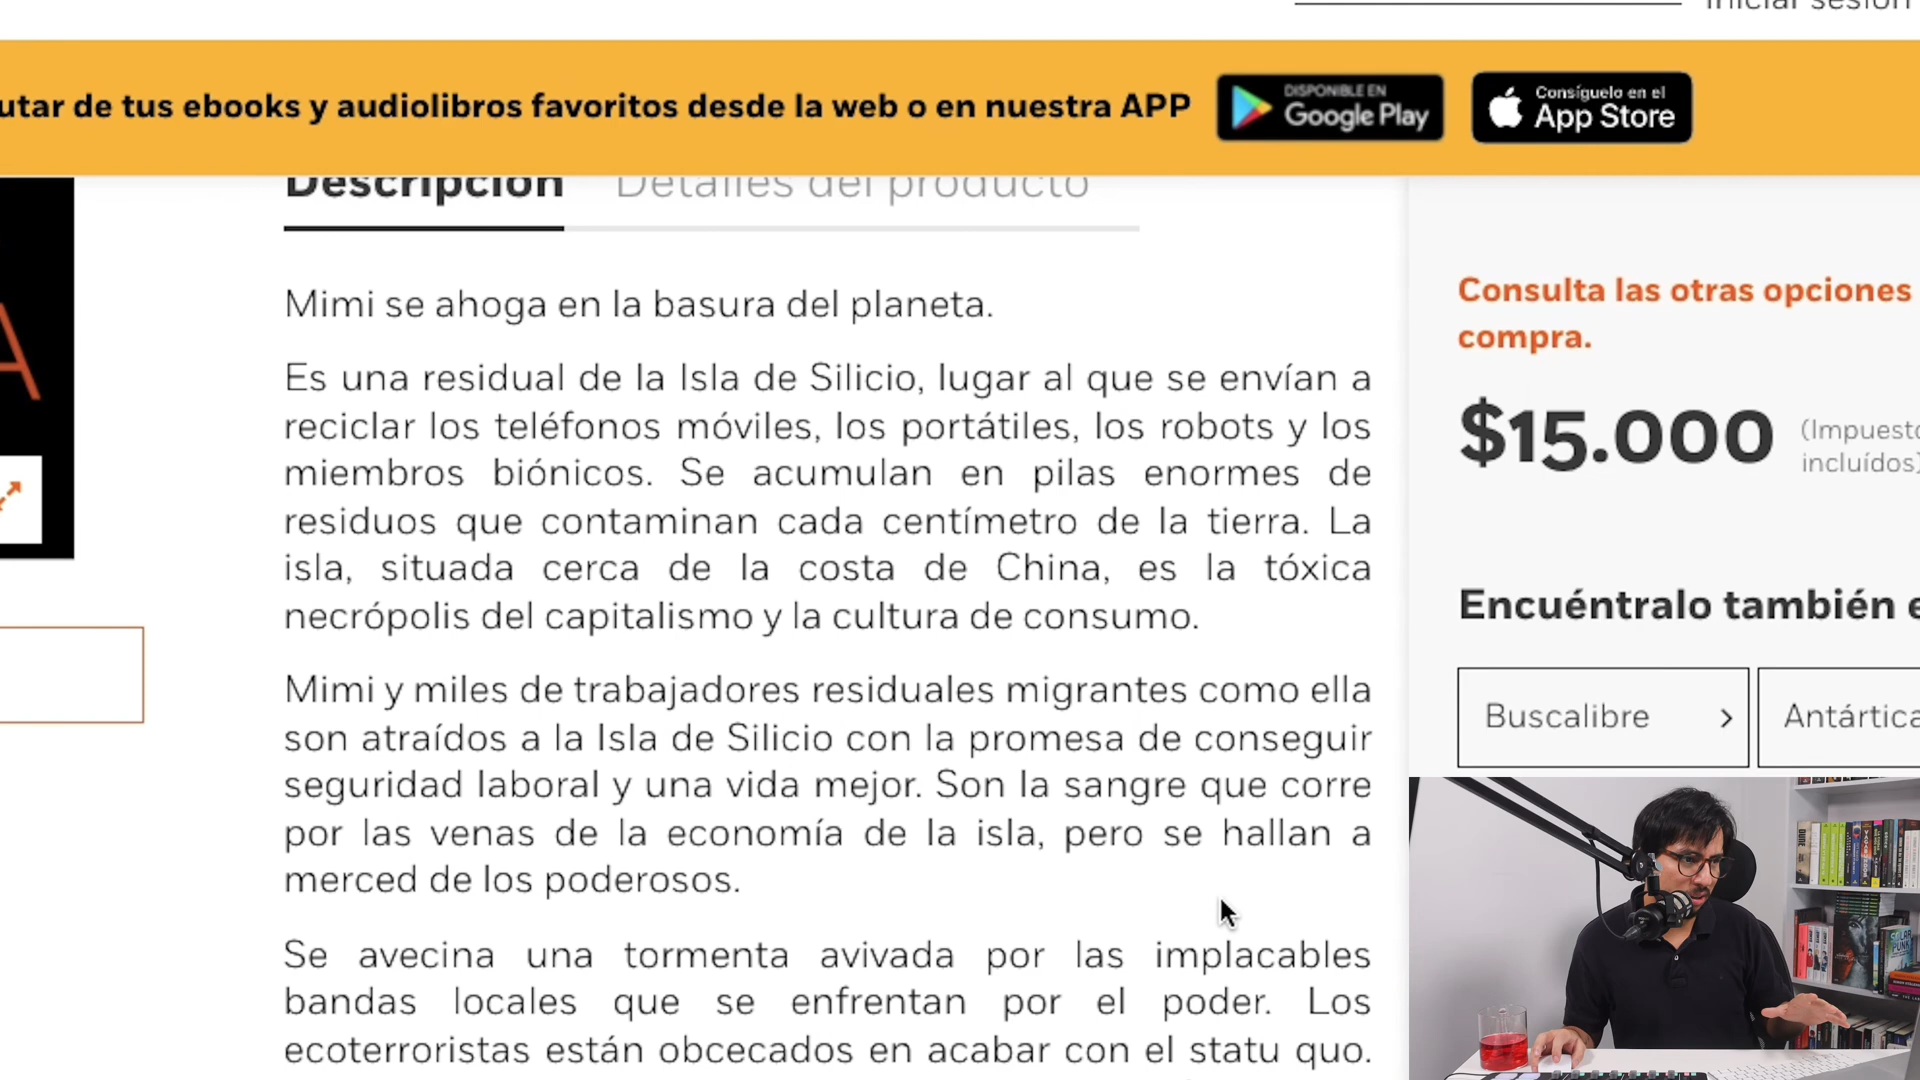 Iniciar sesión
utar de tus ebooks y audiolibros favoritos desde la web o en nuestra APP
DISPONIBLE EN
Google Play
Consíguelo en el
App Store
Descripción
Detalles del producto
Mimi se ahoga en la basura del planeta.
Es una residual de la Isla de Silicio, lugar al que se envían a
reciclar los teléfonos móviles, los portátiles, los robots y los
miembros biónicos. Se acumulan en pilas enormes de
residuos que contaminan cada centímetro de la tierra. La
isla, situada cerca de la costa de China, es la tóxica
necrópolis del capitalismo y la cultura de consumo.
Mimi y miles de trabajadores residuales migrantes como ella
son atraídos a la Isla de Silicio con la promesa de conseguir
seguridad laboral y una vida mejor. Son la sangre que corre
por las venas de la economía de la isla, pero se hallan a
merced de los poderosos.
Se avecina una tormenta avivada por las implacables
bandas locales que se enfrentan por el poder. Los
ecoterroristas están obcecados en acabar con el statu quo.
A
Consulta las otras opciones
compra.
$15.000
(Impuesto
incluídos)
Encuéntralo también e
Buscalibre
Antártica
DUNE
SOLAR
PUNK